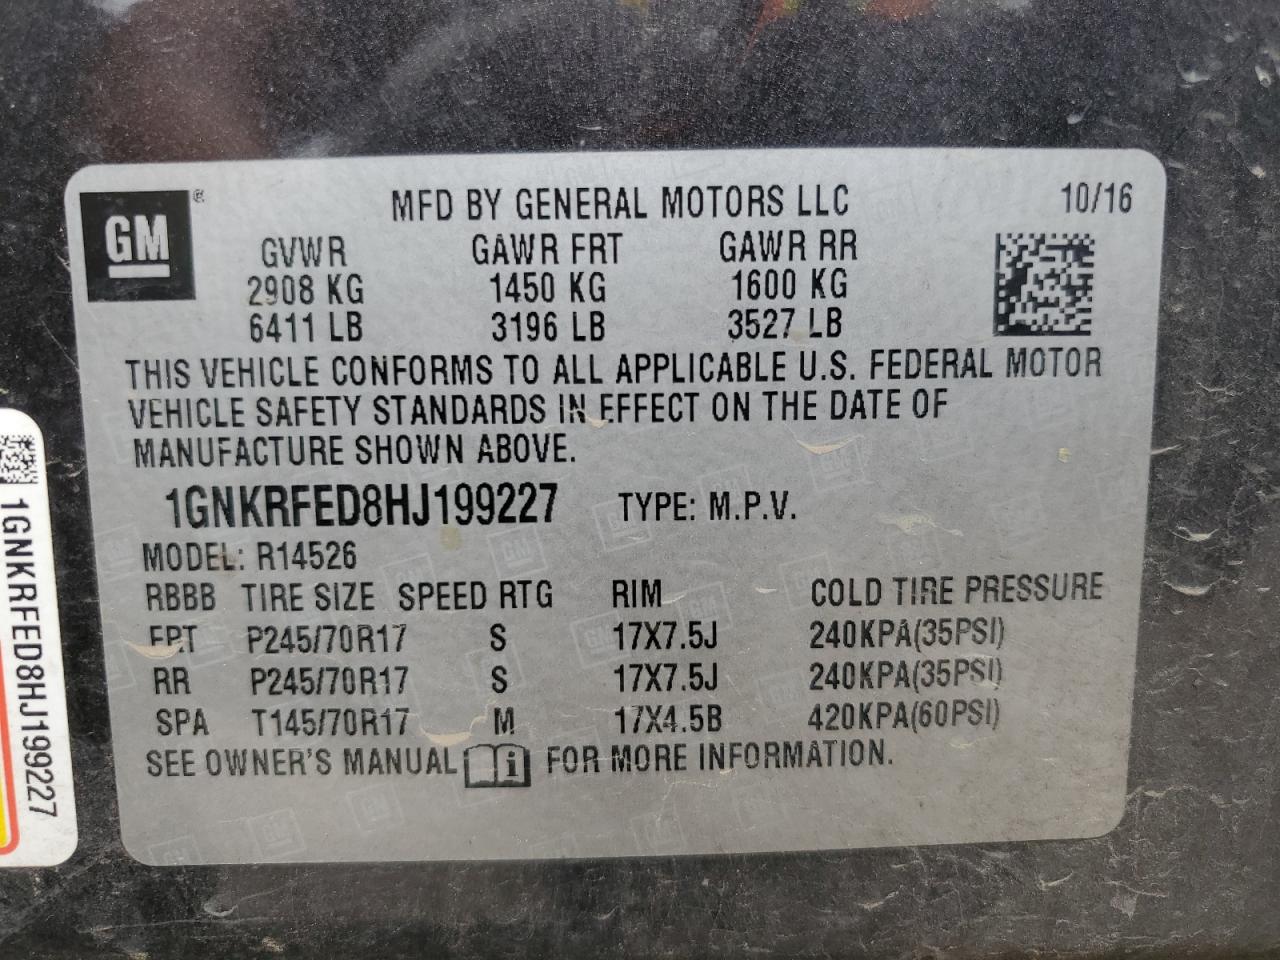 GM
MFD BY GENERAL MOTORS LLC 10/16
GVWR GAWR FRT GAWR RR
2908 KG 1450 KG 1600 KG
6411 LB 3196 LB 3527 LB
THIS VEHICLE CONFORMS TO ALL APPLICABLE U.S. FEDERAL MOTOR
VEHICLE SAFETY STANDARDS IN EFFECT ON THE DATE OF
MANUFACTURE SHOWN ABOVE.
1GNKRFED8HJ199227 TYPE: M.P.V.
MODEL: R14526
RBBB TIRE SIZE SPEED RTG RIM COLD TIRE PRESSURE
FRT P245/70R17 S 17X7.5J 240KPA(35PSI)
RR P245/70R17 S 17X7.5J 240KPA(35PSI)
SPA T145/70R17 M 17X4.5B 420KPA(60PSI)
SEE OWNER'S MANUAL i FOR MORE INFORMATION.
1GNKRFED8HJ199227